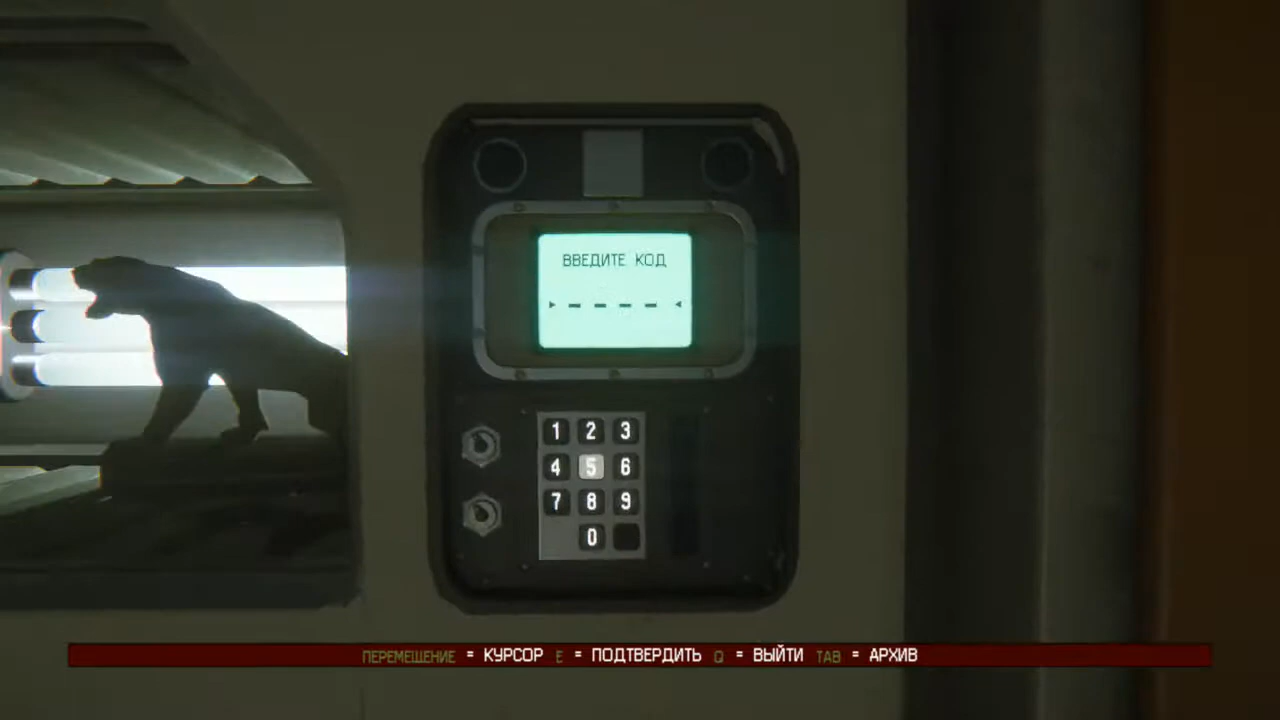 ВВЕДИТЕ КОД
1 2 3
4 5 6
7 8 9
0
ПЕРЕМЕЩЕНИЕ = КУРСОР E = ПОДТВЕРДИТЬ Q = ВЫЙТИ TAB = АРХИВ